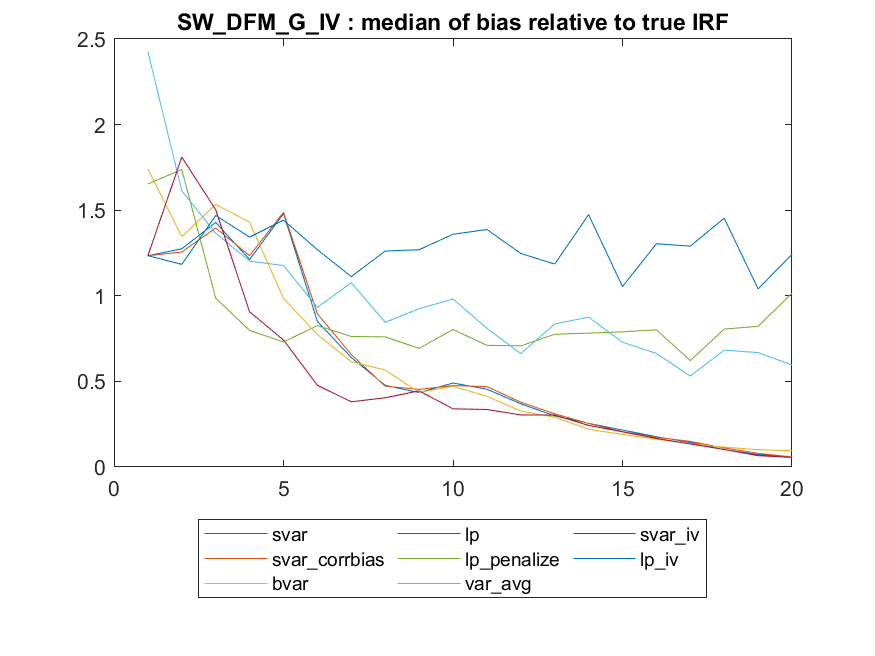 SW_DFM_G_IV : median of bias relative to true IRF
2.5
2
1.5
1
0.5
0
0 5 10 15 20
svar lp svar_iv
svar_corrbias lp_penalize lp_iv
bvar var_avg